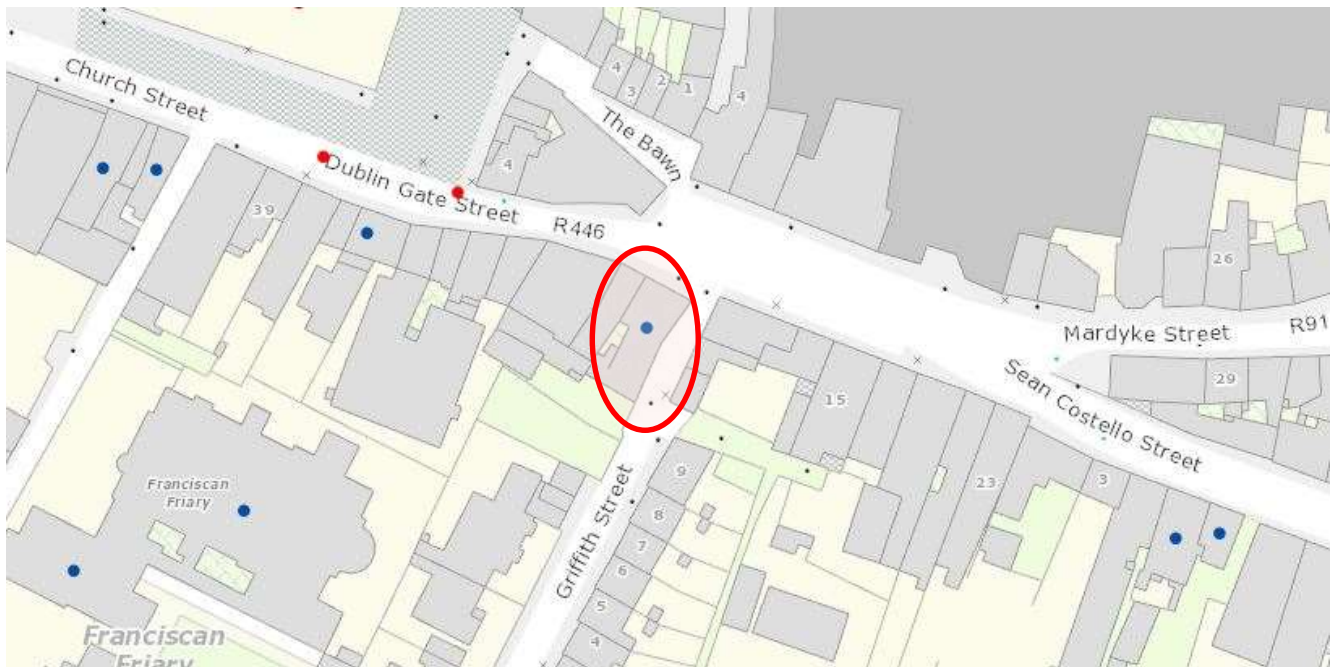 Church Street
Dublin Gate Street
R446
The Bawn
4
3
2
1
4
4
39
26
Mardyke Street
R91
Sean Costello Street
29
15
23
3
Griffith Street
9
8
7
6
5
4
Franciscan
Friary
Franciscan
Friary